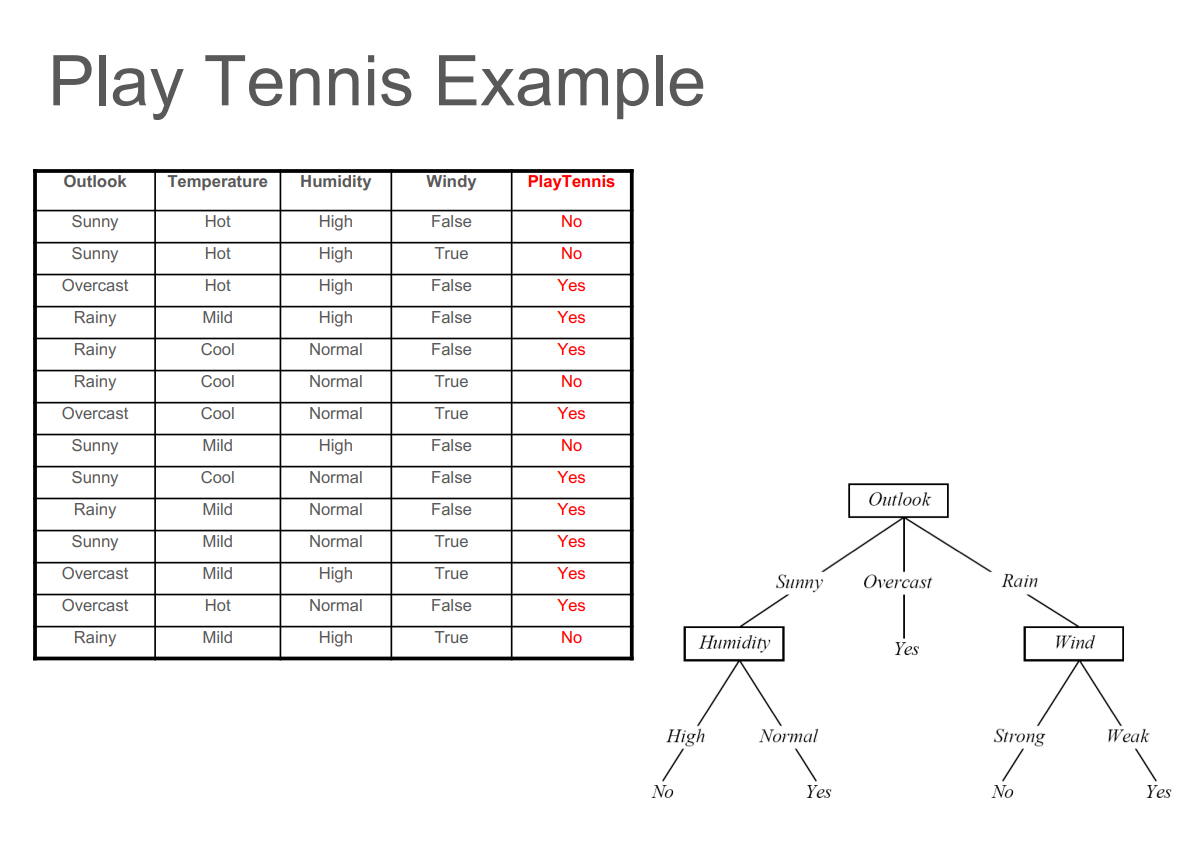 Play Tennis Example
Outlook Temperature Humidity Windy PlayTennis
Sunny Hot High False No
Sunny Hot High True No
Overcast Hot High False Yes
Rainy Mild High False Yes
Rainy Cool Normal False Yes
Rainy Cool Normal True No
Overcast Cool Normal True Yes
Sunny Mild High False No
Sunny Cool Normal False Yes
Rainy Mild Normal False Yes
Sunny Mild Normal True Yes
Overcast Mild High True Yes
Overcast Hot Normal False Yes
Rainy Mild High True No
Outlook
Sunny Overcast Rain
Humidity Yes Wind
High Normal Strong Weak
No Yes No Yes